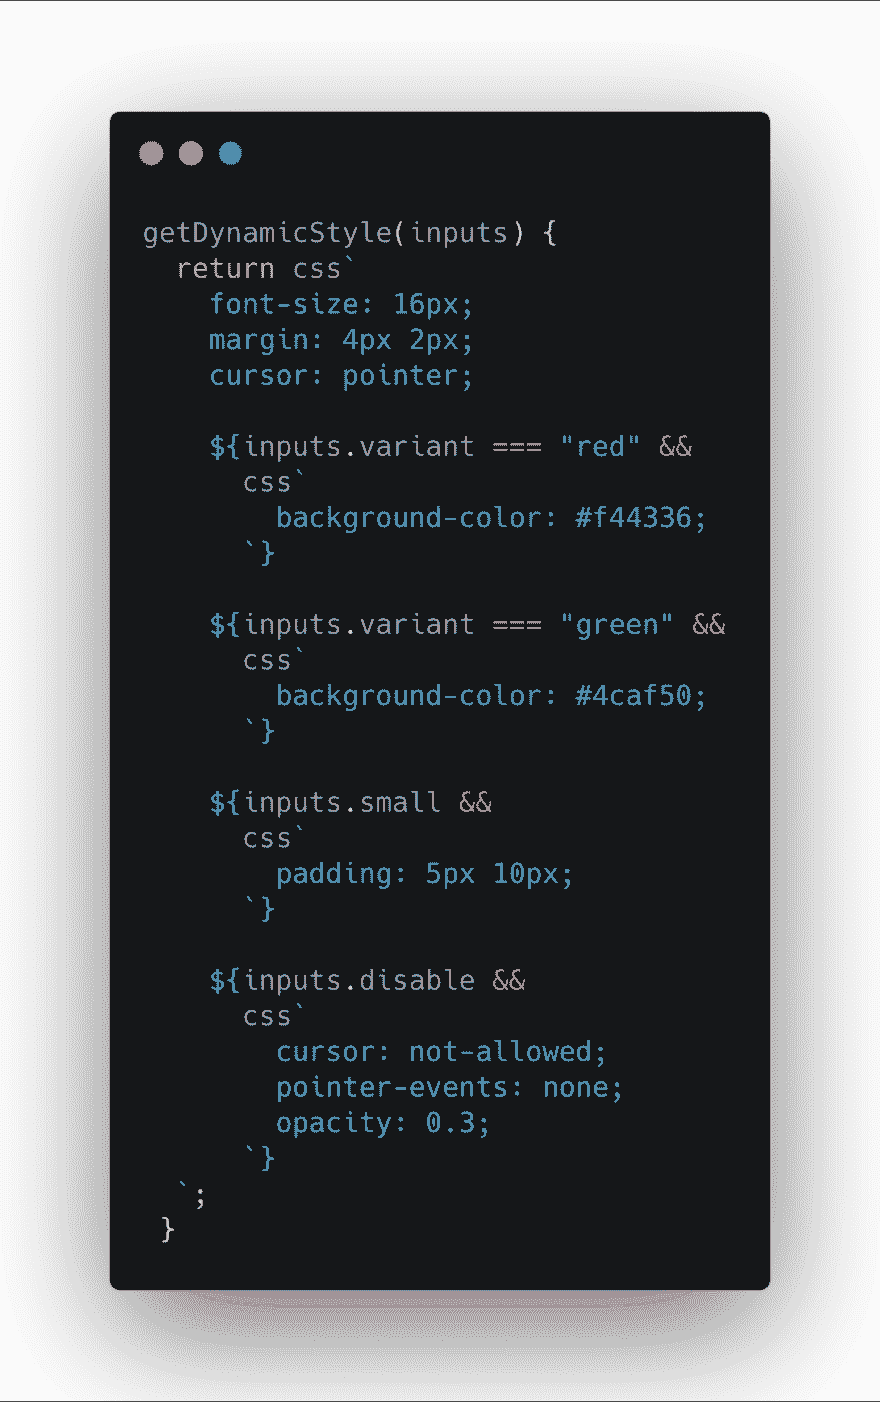 getDynamicStyle(inputs) {
  return css`
    font-size: 16px;
    margin: 4px 2px;
    cursor: pointer;

    ${inputs.variant === "red" &&
      css`
        background-color: #f44336;
      `}

    ${inputs.variant === "green" &&
      css`
        background-color: #4caf50;
      `}

    ${inputs.small &&
      css`
        padding: 5px 10px;
      `}

    ${inputs.disable &&
      css`
        cursor: not-allowed;
        pointer-events: none;
        opacity: 0.3;
      `}
  `;
 }